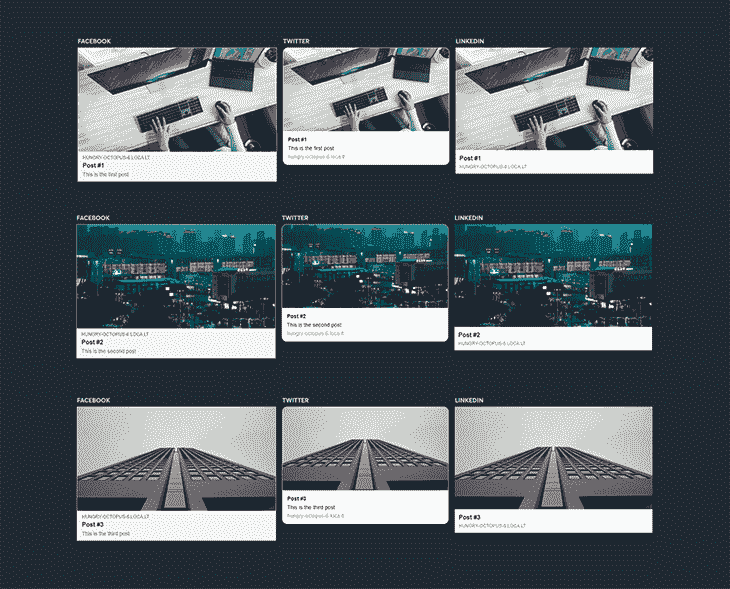 FACEBOOK
HUNGRY-OCTOPUS-6.LOCA.LT
Post #1
This is the first post
TWITTER
Post #1
This is the first post
hungry-octopus-6.loca.lt
LINKEDIN
Post #1
HUNGRY-OCTOPUS-6.LOCA.LT
FACEBOOK
HUNGRY-OCTOPUS-6.LOCA.LT
Post #2
This is the second post
TWITTER
Post #2
This is the second post
hungry-octopus-6.loca.lt
LINKEDIN
Post #2
HUNGRY-OCTOPUS-6.LOCA.LT
FACEBOOK
HUNGRY-OCTOPUS-6.LOCA.LT
Post #3
This is the third post
TWITTER
Post #3
This is the third post
hungry-octopus-6.loca.lt
LINKEDIN
Post #3
HUNGRY-OCTOPUS-6.LOCA.LT